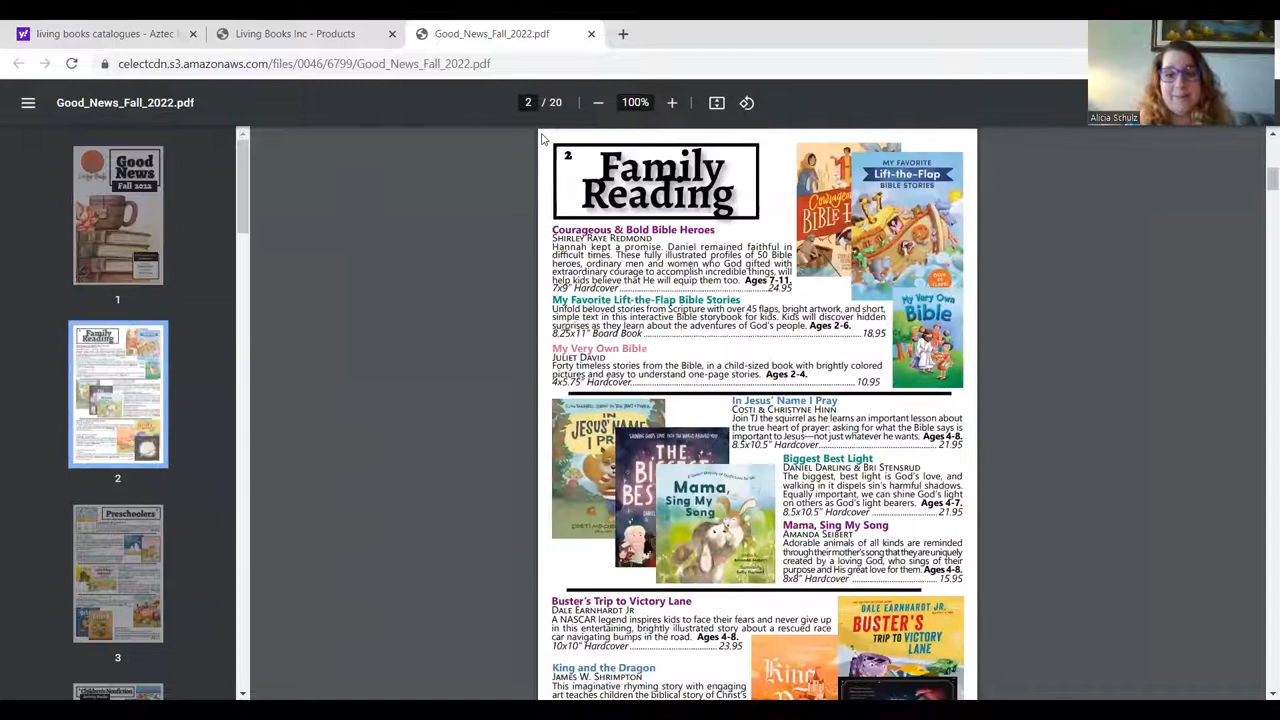 living books catalogues - Aztec
Living Books Inc - Products
Good_News_Fall_2022.pdf
celectcdn.s3.amazonaws.com/files/0046/6799/Good_News_Fall_2022.pdf
Alicia Schulz
Good_News_Fall_2022.pdf
2 / 20
100%
Good
News
Fall 2022
1
Family
Reading
2
Preschoolers
3
2
Family
Reading
Courageous & Bold Bible Heroes
SHIRLEY RAYE REDMOND
Hannah kept a promise. Daniel remained faithful in
difficult times. These fully illustrated profiles of 50 Bible
heroes, ordinary men and women who God gifted with
extraordinary courage to accomplish incredible things, will
help kids believe that He will equip them too. Ages 7-11.
7x9" Hardcover 24.95
My Favorite Lift-the-Flap Bible Stories
Unfold beloved stories from Scripture with over 45 flaps, bright artwork, and short,
simple text in this interactive Bible storybook for kids. Kids will discover hidden
surprises as they learn about the adventures of God's people. Ages 2-6.
8.25x11" Board Book 18.95
My Very Own Bible
JULIET DAVID
Forty timeless stories from the Bible, in a child-sized book with brightly colored
pictures and easy to understand one-page stories. Ages 2-4.
4x5.75" Hardcover 10.95
BIBLE
MY FAVORITE
Lift-the-Flap
BIBLE STORIES
My Very Own
Bible
IN
JESUS' NAME
I PR
THE
BI
BES
Mama,
Sing My
Song
In Jesus' Name I Pray
COSTI & CHRISTYNE HINN
Join TJ the squirrel as he learns an important lesson about
the true heart of prayer: asking for what the Bible says is
important to Jesus—not just whatever he wants. Ages 4-8.
8.5x10.5" Hardcover 21.95
Biggest Best Light
DANIEL DARLING & BRI STENSRUD
The biggest, best light is God's love, and
walking in it dispels sin's harmful shadows.
Equally important, we can shine God's light
on others as God's light bearers. Ages 4-7.
8.5x10.5" Hardcover 21.95
Mama, Sing My Song
AMANDA SEIBERT
Adorable animals of all kinds are reminded
through their mother's song that they are uniquely
created by a loving God, who sings of their
purpose and His great love for them. Ages 4-8.
8x8" Hardcover 15.95
Buster's Trip to Victory Lane
DALE EARNHARDT JR
A NASCAR legend inspires kids to face their fears and never give up
in this entertaining, brightly illustrated story about a rescued race
car navigating bumps in the road. Ages 4-8.
10x10" Hardcover 23.95
DALE EARNHARDT JR.
BUSTER'S
TRIP TO VICTORY
LANE
King and the Dragon
JAMES W. SHRIMPTON
This imaginative rhyming story with engaging
art teaches children the biblical story of Christ's
King